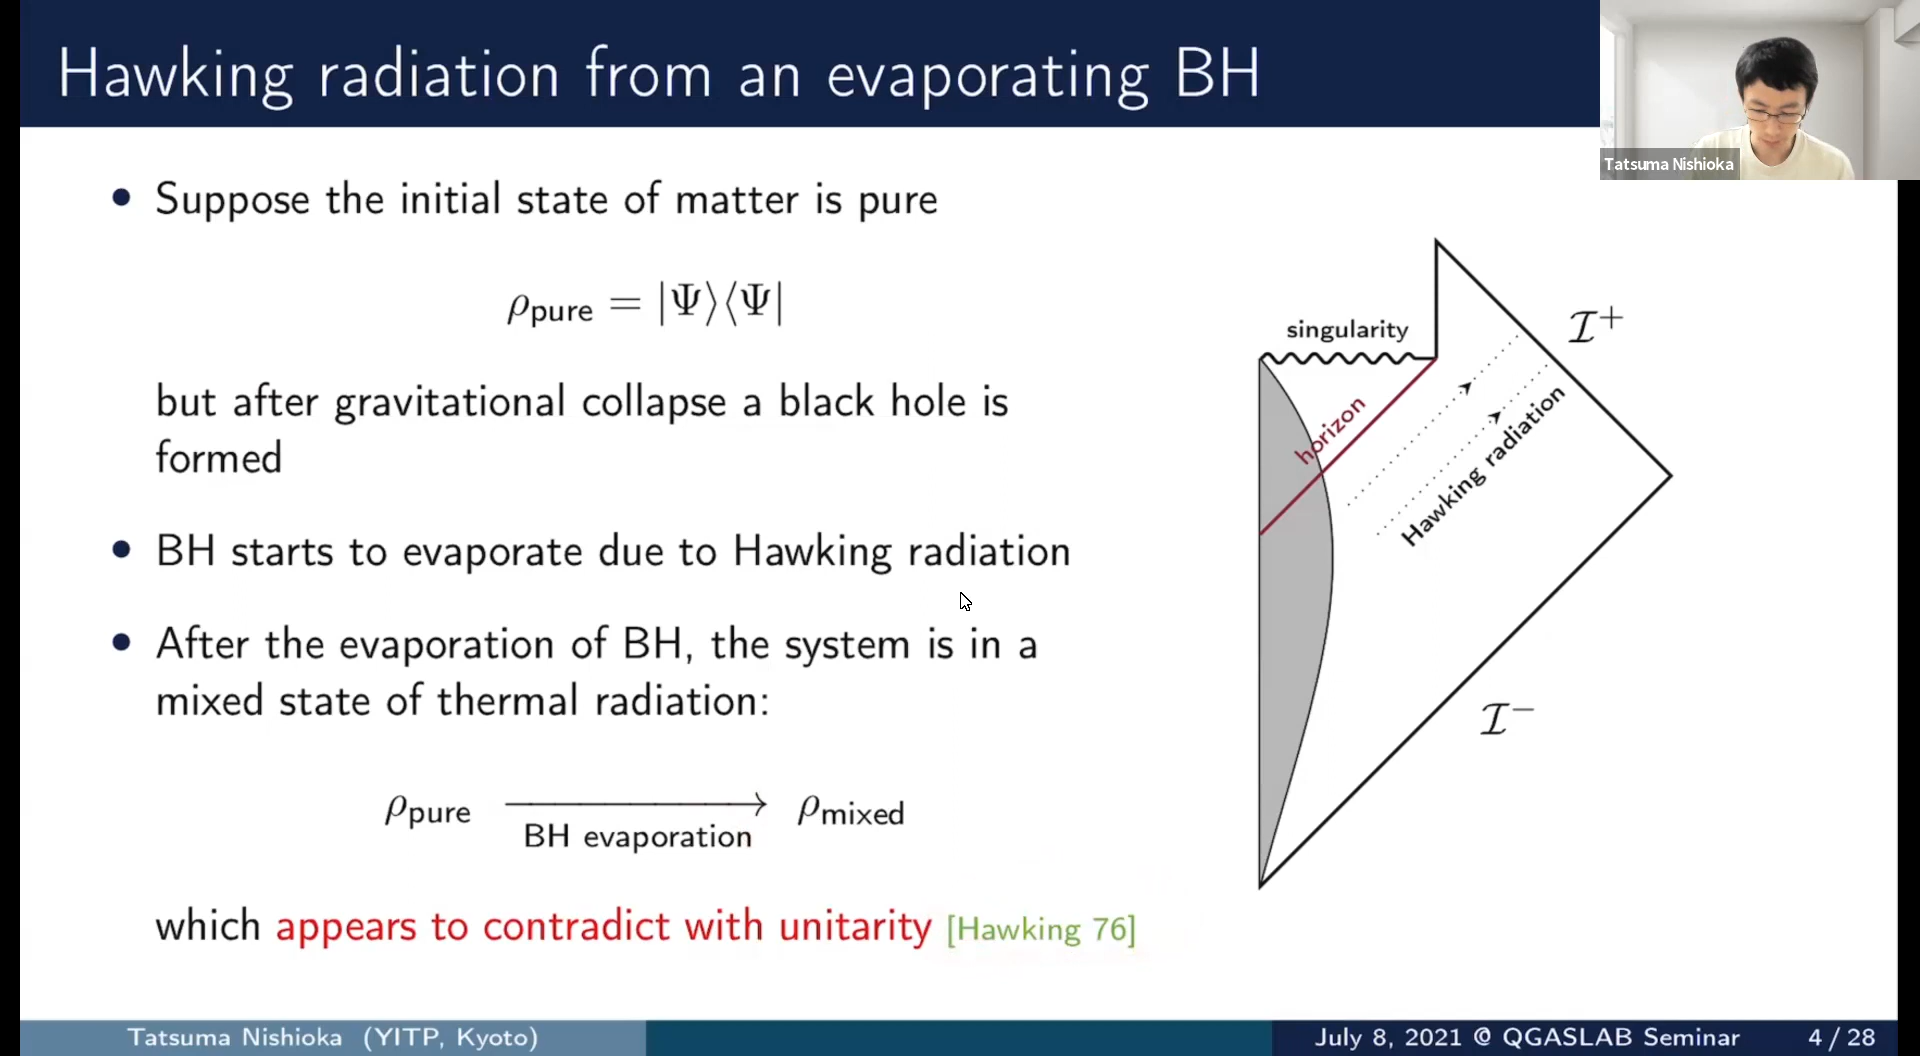 Hawking radiation from an evaporating BH
Tatsuma Nishioka
• Suppose the initial state of matter is pure
ρpure = |Ψ⟩⟨Ψ|
but after gravitational collapse a black hole is
formed
• BH starts to evaporate due to Hawking radiation
• After the evaporation of BH, the system is in a
mixed state of thermal radiation:
ρpure ⟶ ρmixed
BH evaporation
which appears to contradict with unitarity [Hawking 76]
singularity
horizon
Hawking radiation
ℐ⁺
ℐ⁻
Tatsuma Nishioka (YITP, Kyoto)
July 8, 2021 @ QGASLAB Seminar 4 / 28